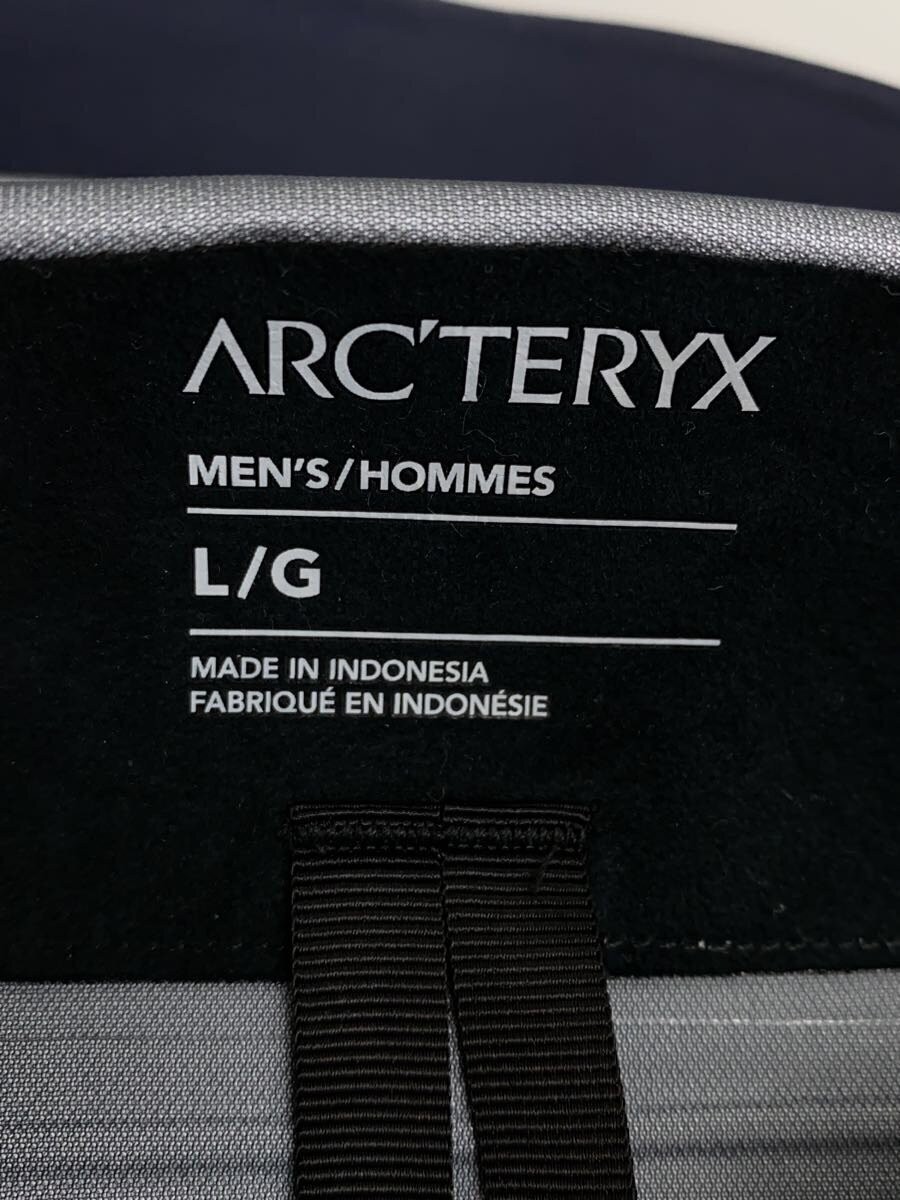 ARC'TERYX
MEN'S/HOMMES
L/G
MADE IN INDONESIA
FABRIQUÉ EN INDONÉSIE